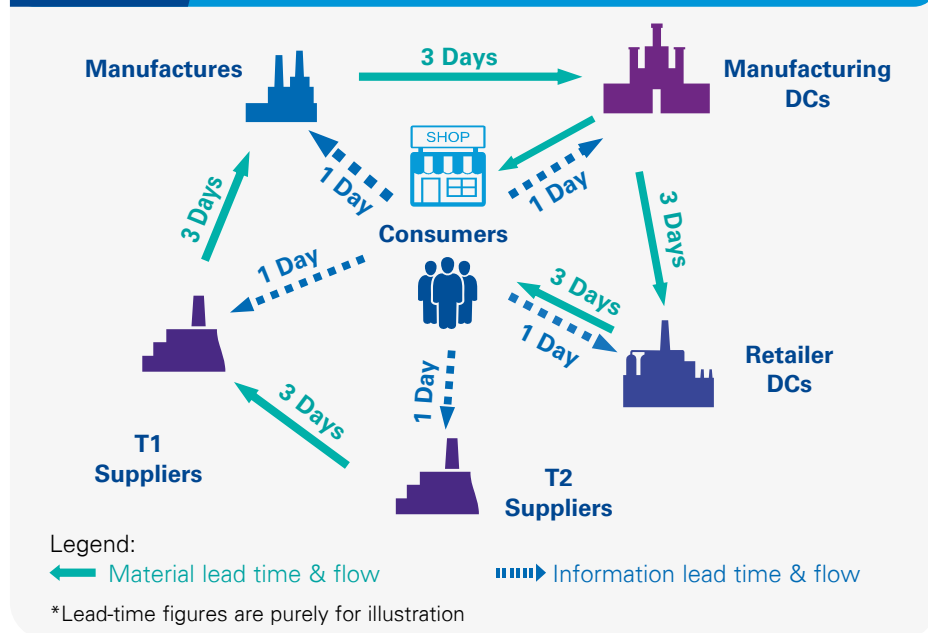 Manufactures
3 Days
Manufacturing
DCs
SHOP
1 Day
1 Day
3 Days
3 Days
Consumers
1 Day
3 Days
1 Day
Retailer
DCs
1 Day
3 Days
T1
Suppliers
T2
Suppliers
Legend:
Material lead time & flow
Information lead time & flow
*Lead-time figures are purely for illustration